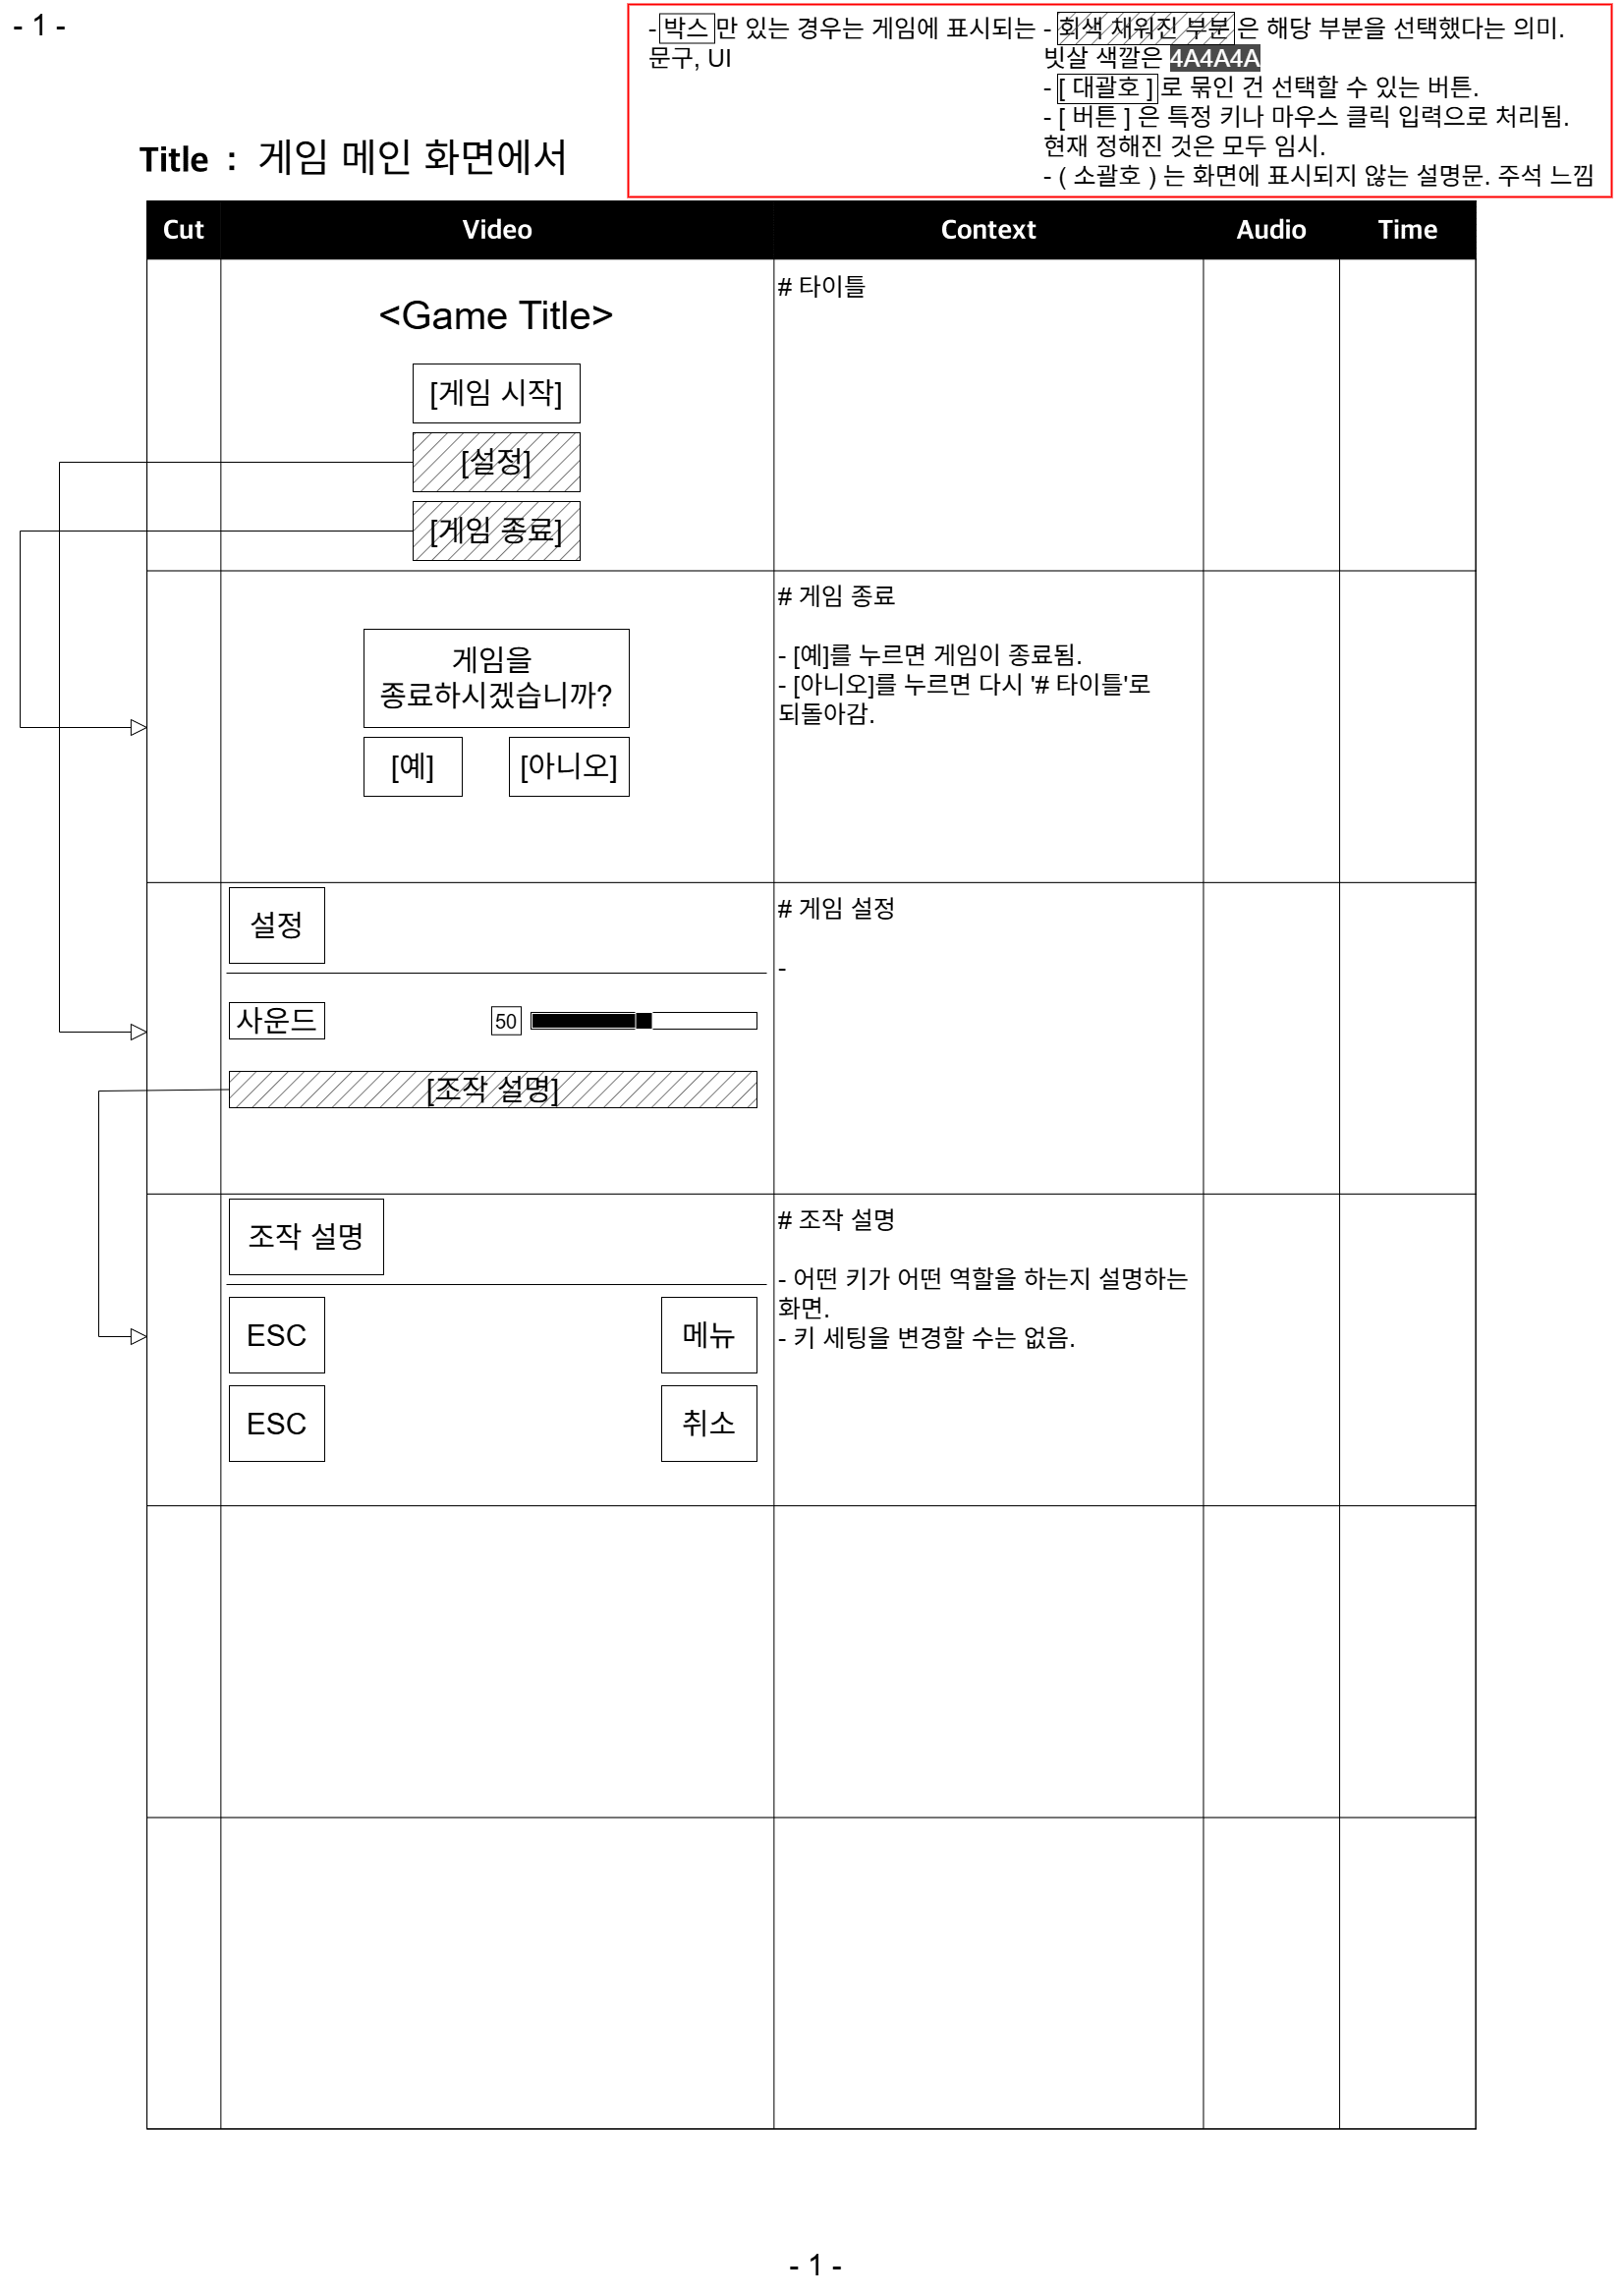 - 1 -
- 박스 만 있는 경우는 게임에 표시되는
문구, UI
- 회색 채워진 부분 은 해당 부분을 선택했다는 의미.
빗살 색깔은 4A4A4A
- [ 대괄호 ] 로 묶인 건 선택할 수 있는 버튼.
- [ 버튼 ] 은 특정 키나 마우스 클릭 입력으로 처리됨.
현재 정해진 것은 모두 임시.
- ( 소괄호 ) 는 화면에 표시되지 않는 설명문. 주석 느낌
Title : 게임 메인 화면에서
Cut Video Context Audio Time
<Game Title>
[게임 시작]
[설정]
[게임 종료]
# 타이틀
게임을
종료하시겠습니까?
[예] [아니오]
# 게임 종료
- [예]를 누르면 게임이 종료됨.
- [아니오]를 누르면 다시 '# 타이틀'로
되돌아감.
설정
사운드 50
[조작 설명]
# 게임 설정
-
조작 설명
ESC 메뉴
ESC 취소
# 조작 설명
- 어떤 키가 어떤 역할을 하는지 설명하는
화면.
- 키 세팅을 변경할 수는 없음.
- 1 -